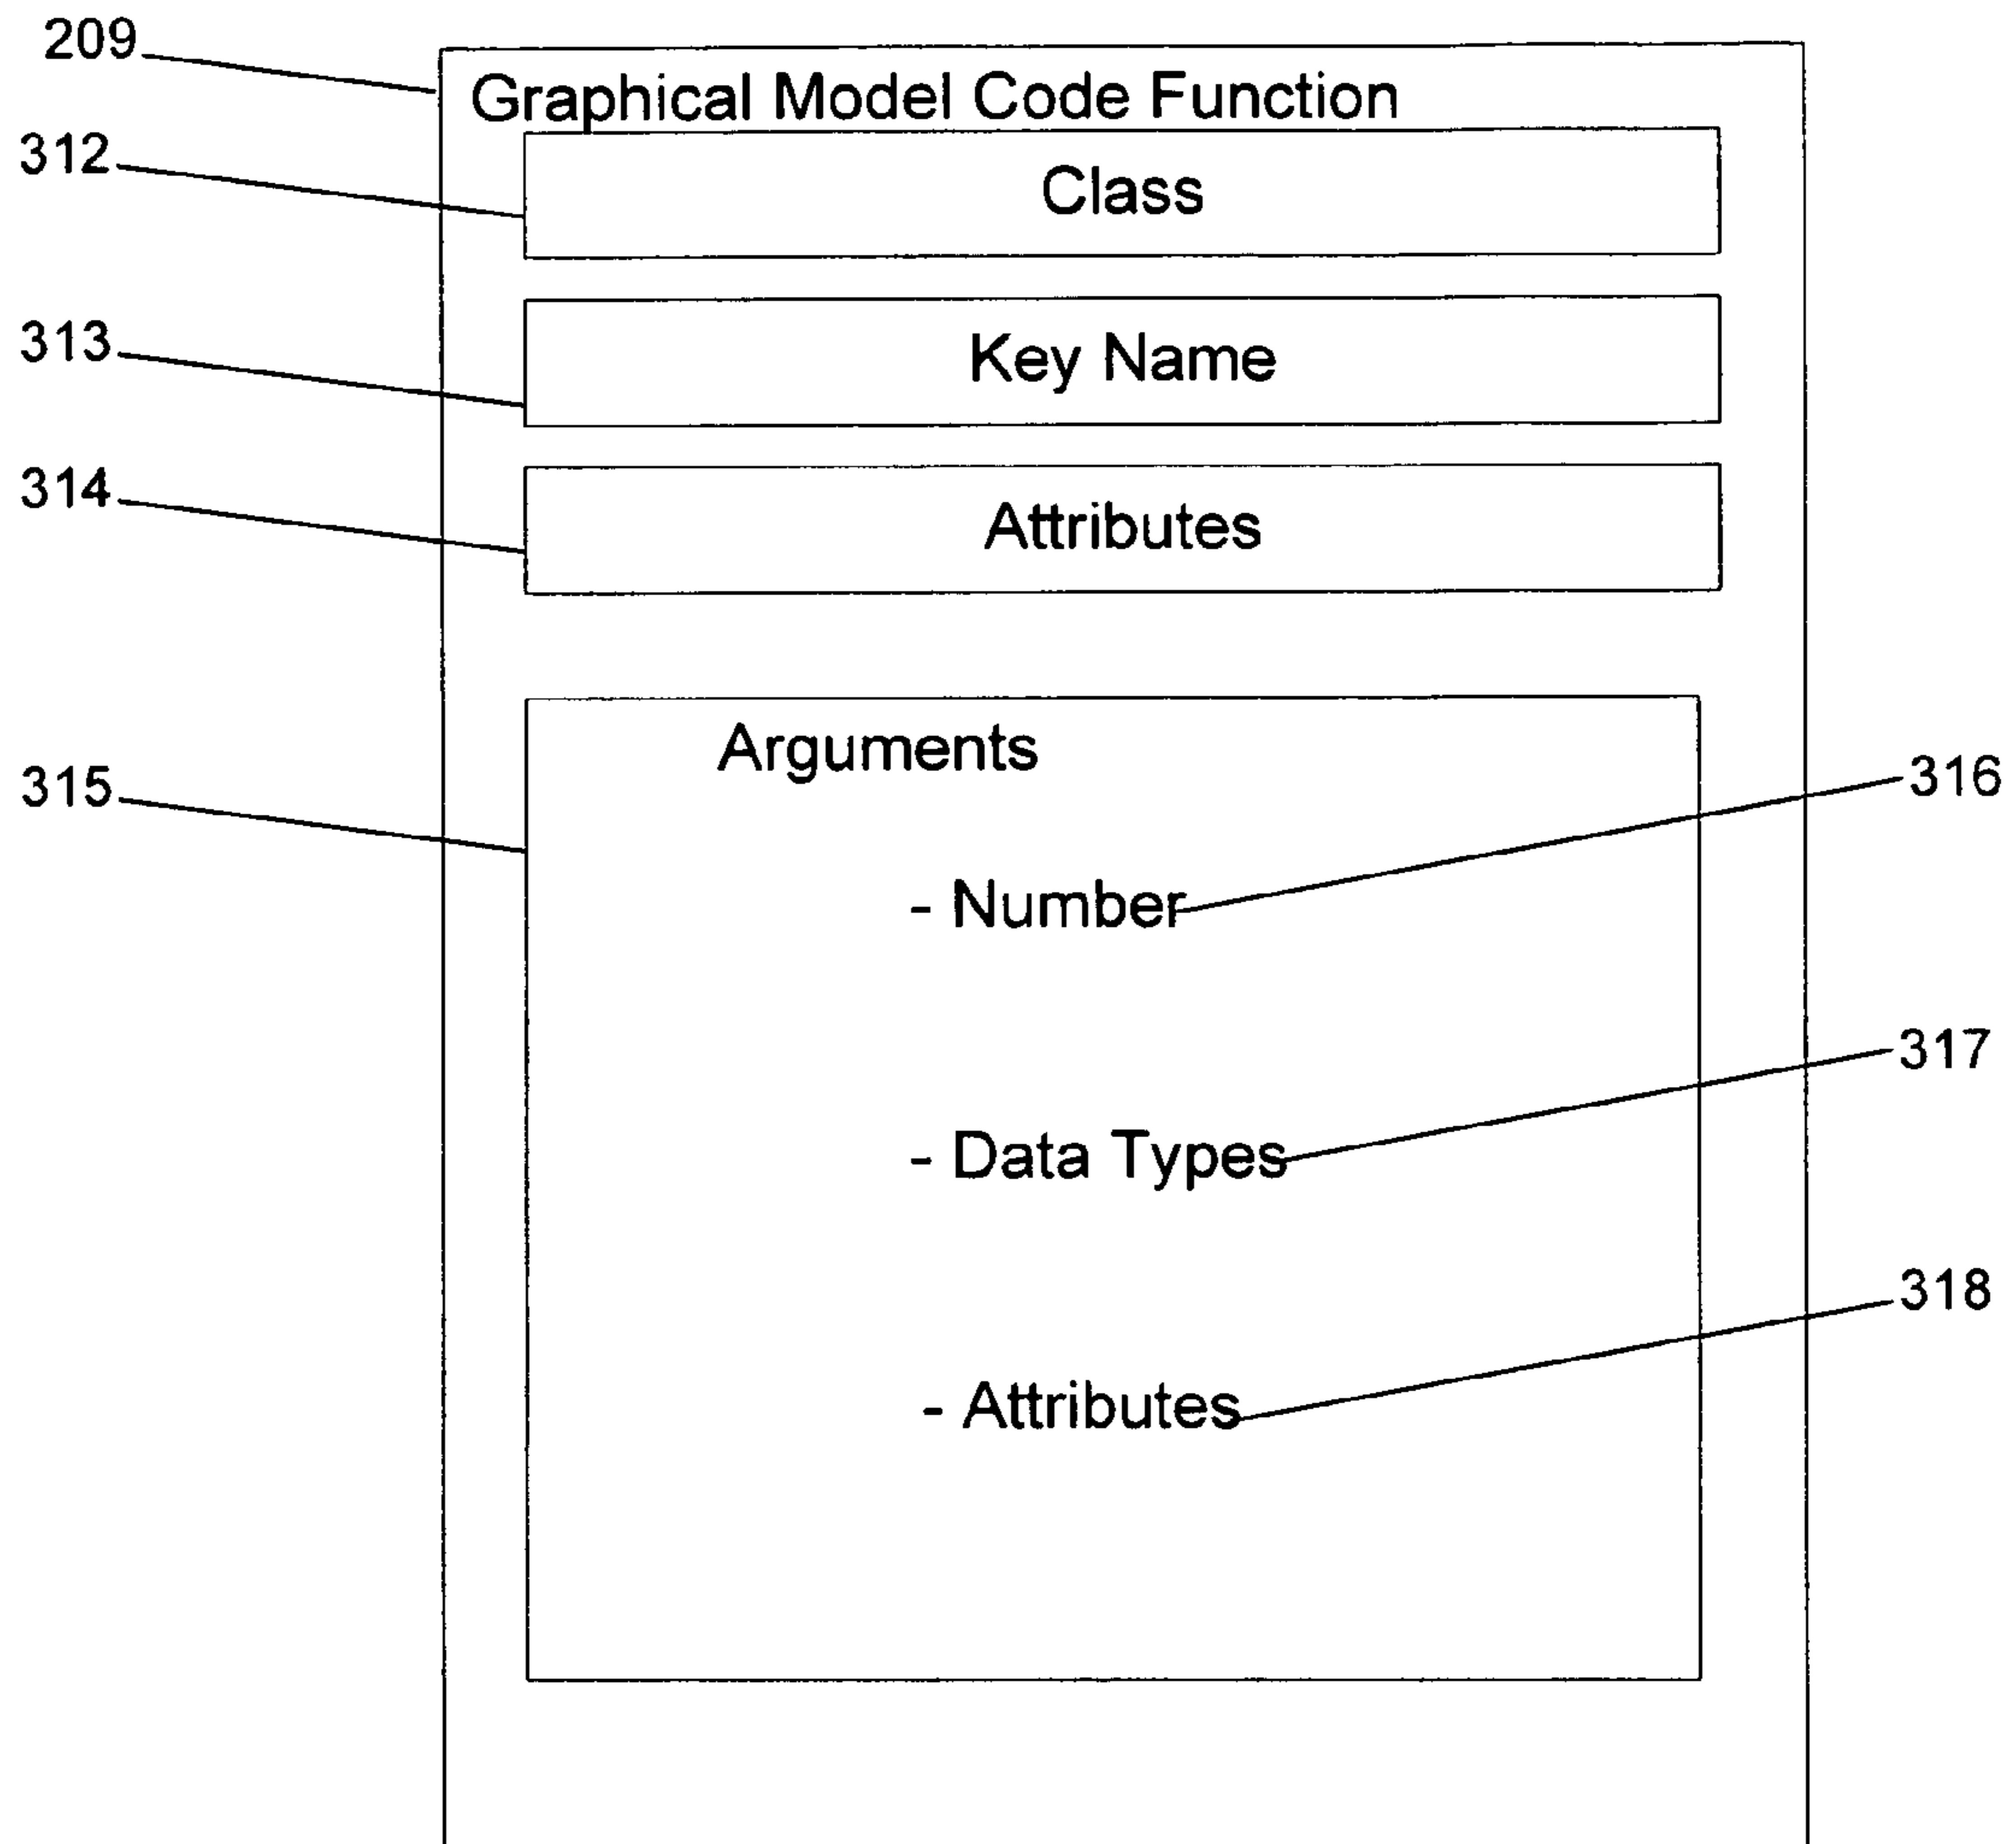 209
Graphical Model Code Function
312
Class
313
Key Name
314
Attributes
315
Arguments
316
- Number
317
- Data Types
318
- Attributes